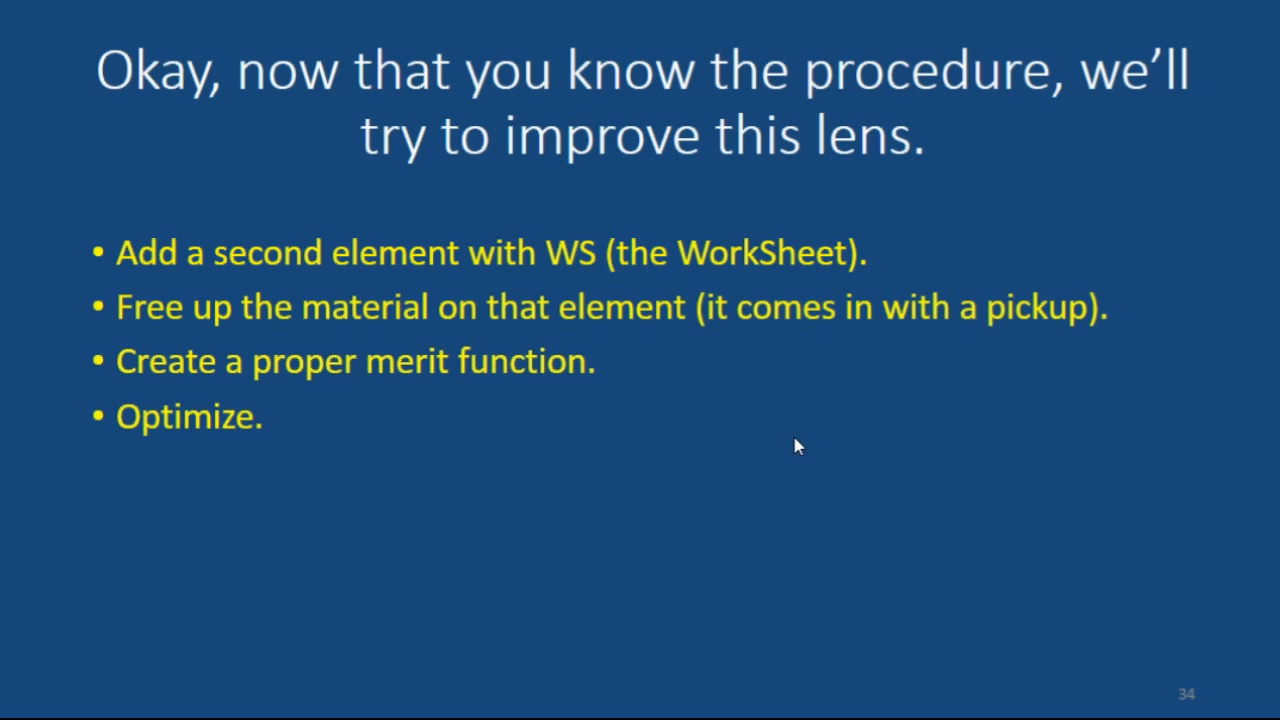 Okay, now that you know the procedure, we’ll
try to improve this lens.
• Add a second element with WS (the WorkSheet).
• Free up the material on that element (it comes in with a pickup).
• Create a proper merit function.
• Optimize.
34